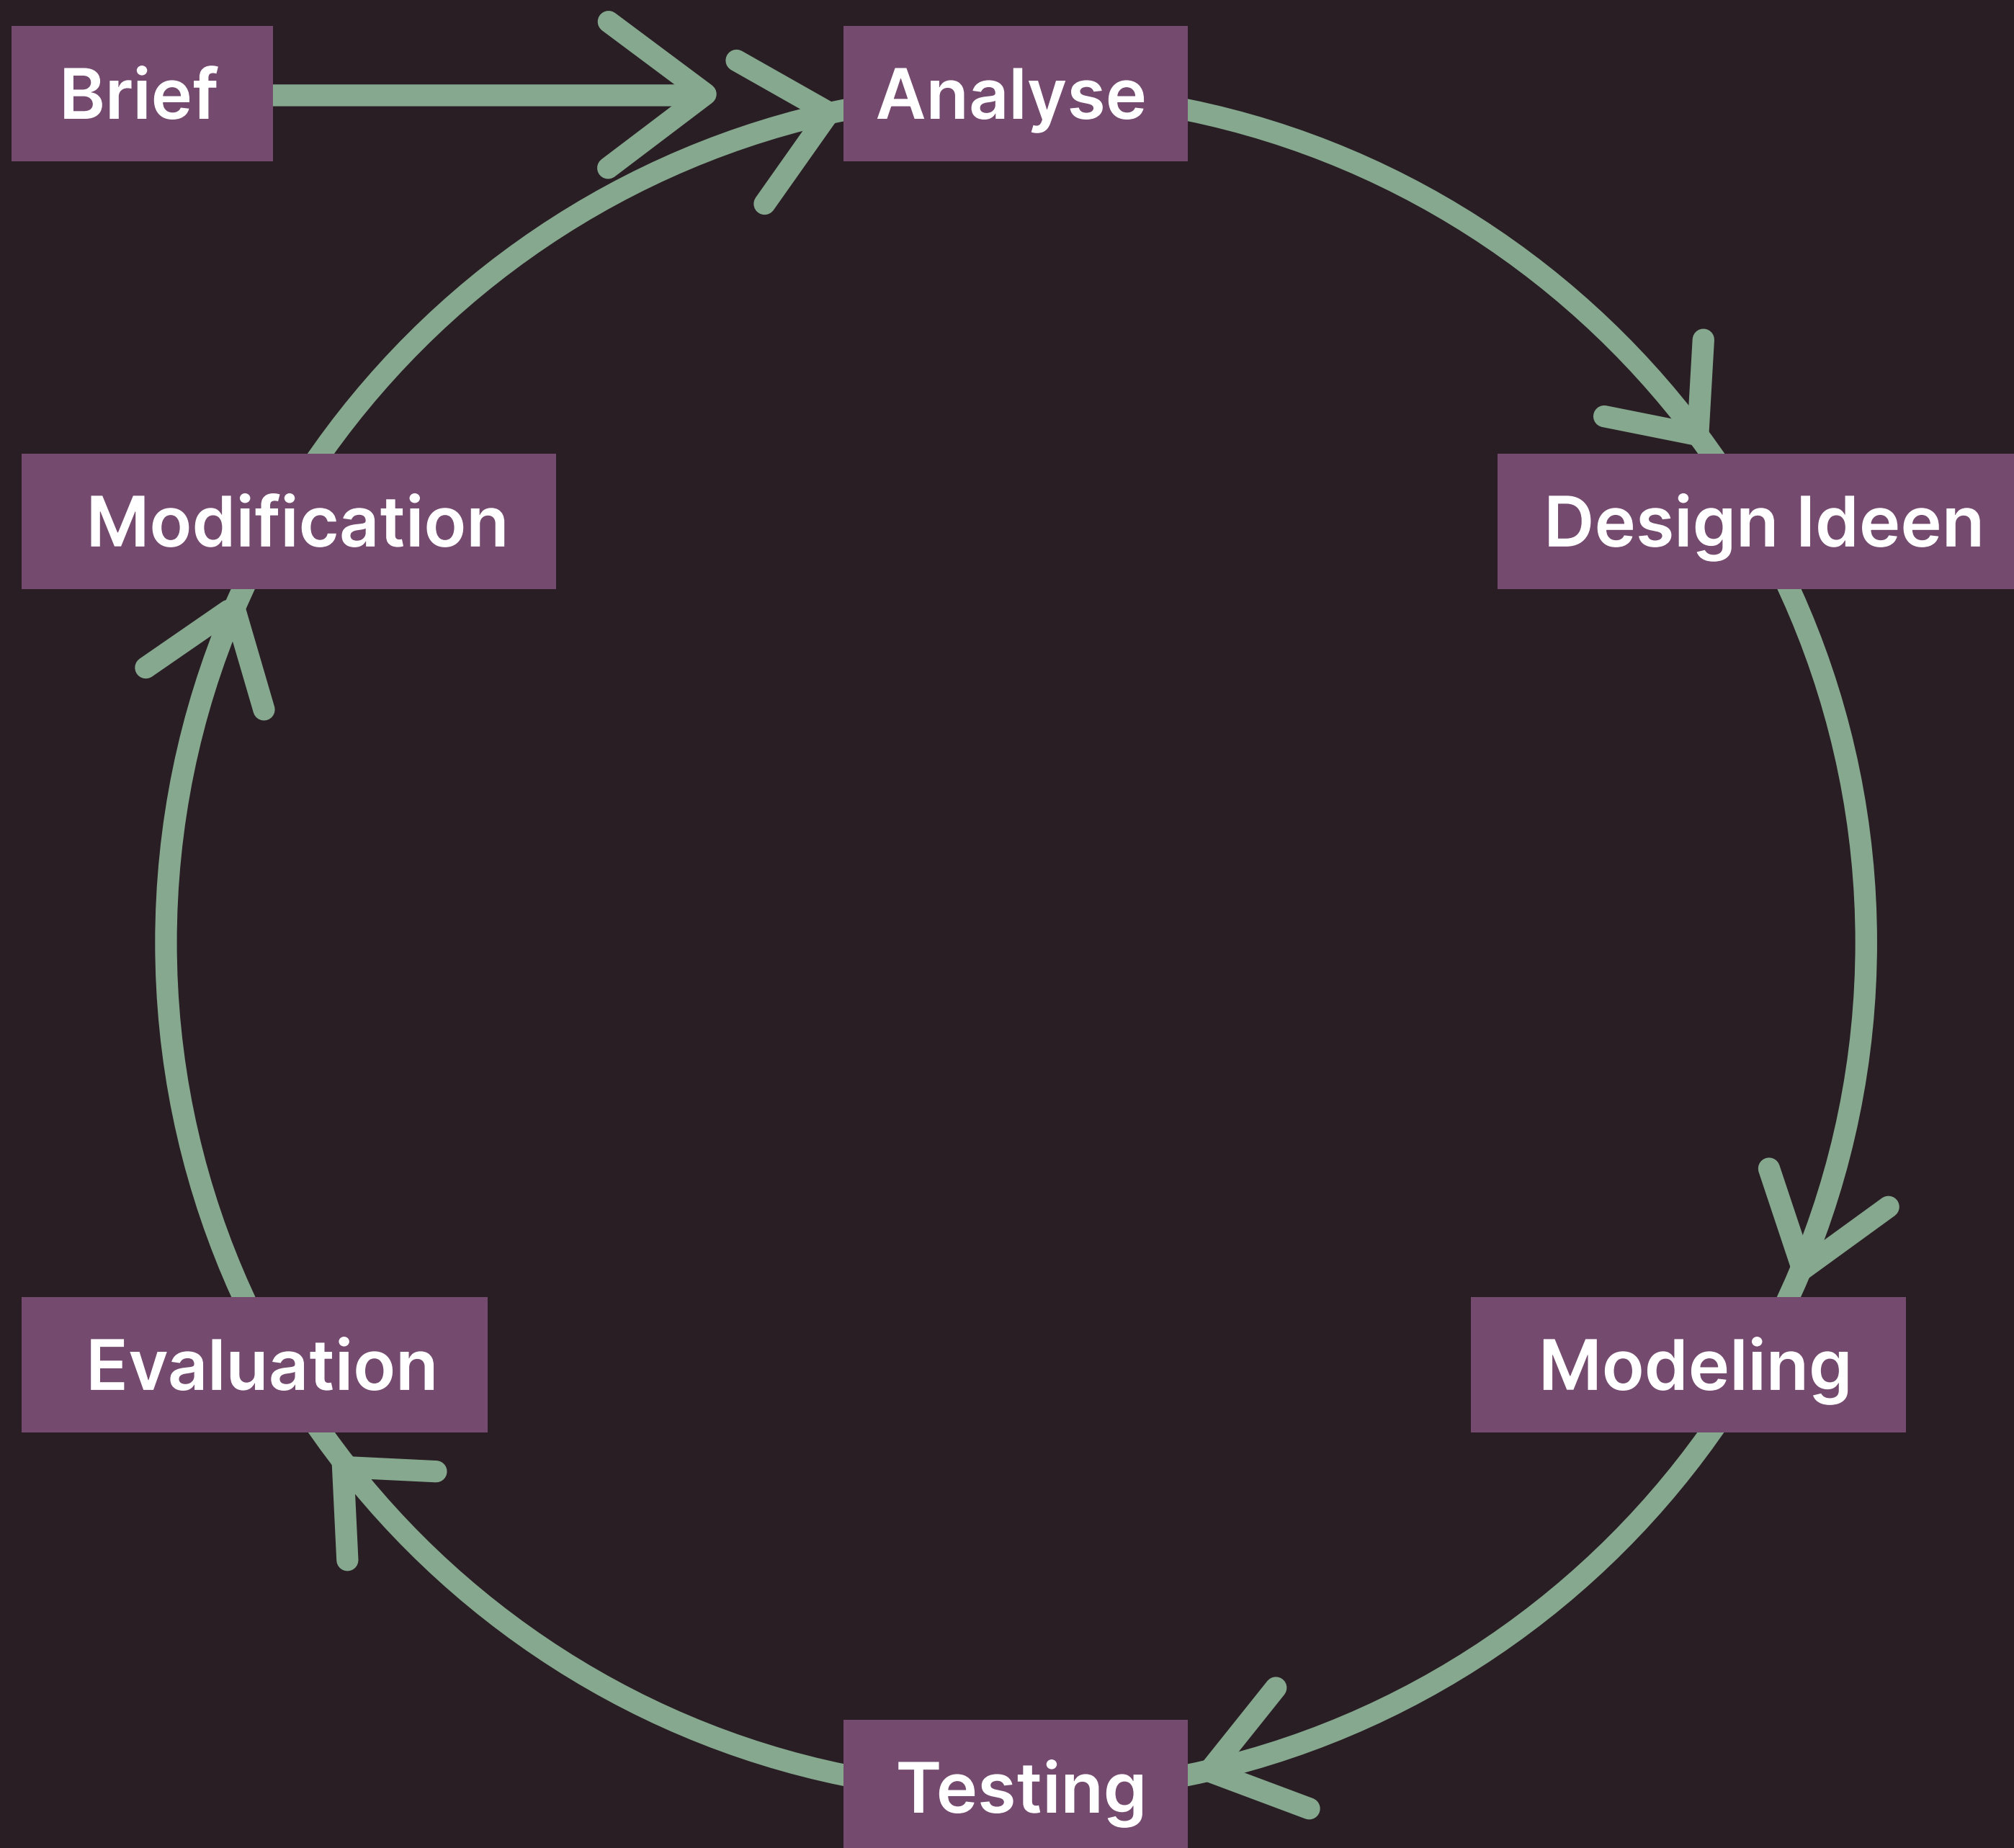 Brief
Analyse
Modification
Design Ideen
Evaluation
Modeling
Testing